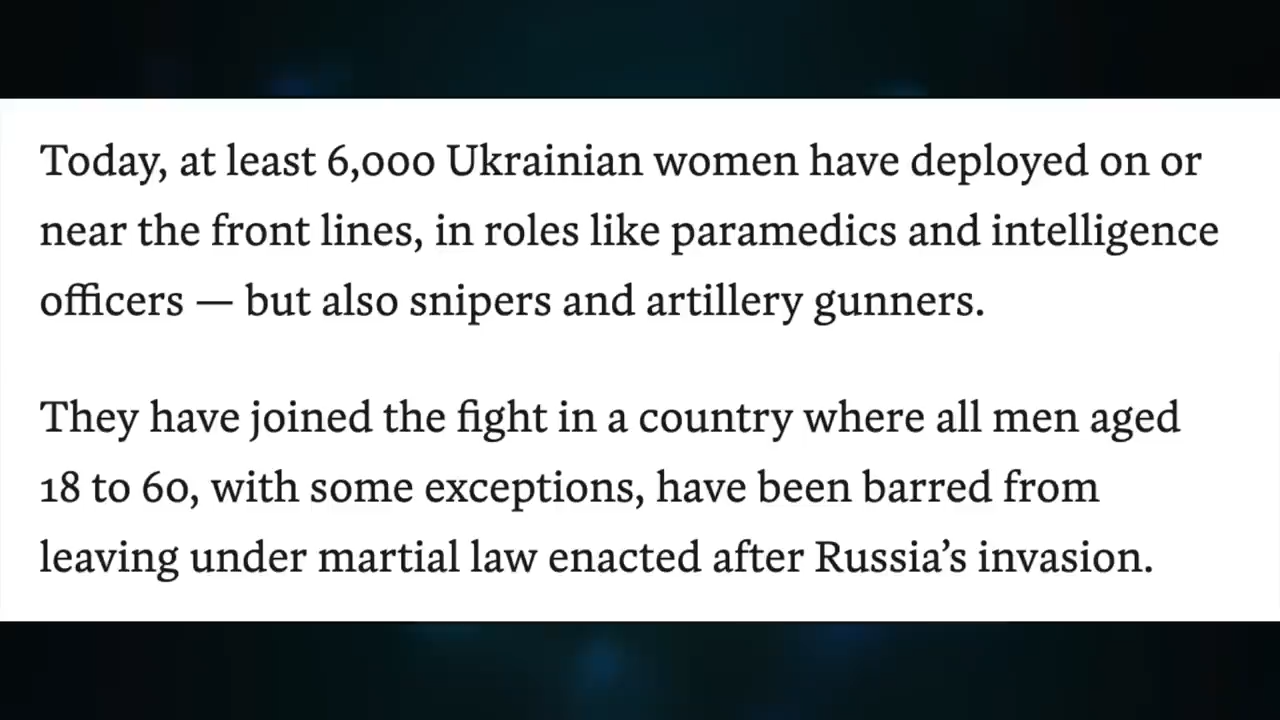 Today, at least 6,000 Ukrainian women have deployed on or
near the front lines, in roles like paramedics and intelligence
officers — but also snipers and artillery gunners.
They have joined the fight in a country where all men aged
18 to 60, with some exceptions, have been barred from
leaving under martial law enacted after Russia’s invasion.